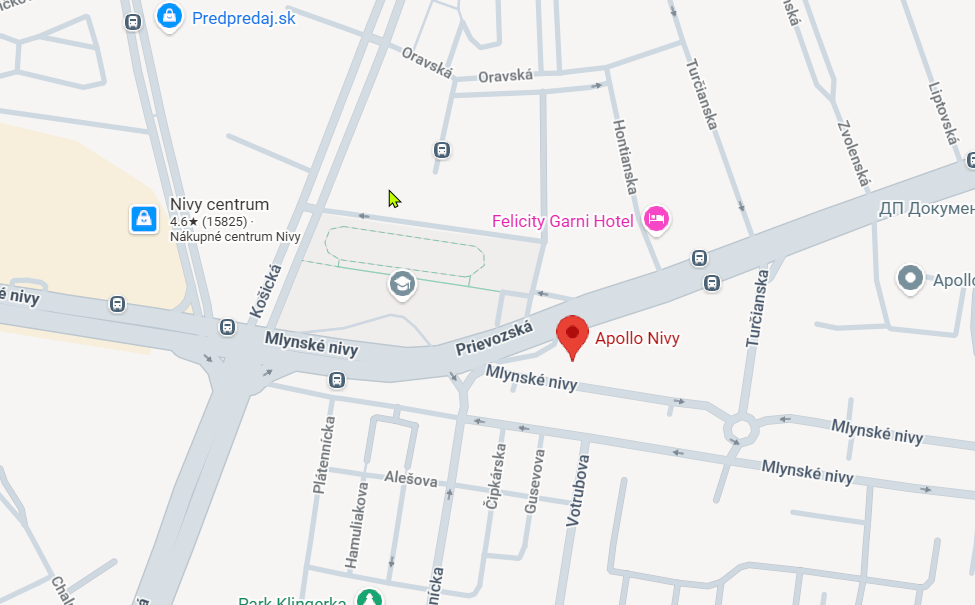 Predpredaj.sk
Oravská
Oravská
Turčianska
Liptovská
Hontianska
Zvolenská
Nivy centrum
4.6★ (15825) ·
Nákupné centrum Nivy
Felicity Garni Hotel
ДП Докумен
Košická
Turčianska
Apollo
é nivy
Mlynské nivy
Prievozská
Apollo Nivy
Mlynské nivy
Mlynské nivy
Mlynské nivy
Plátennícka
Alešova
Hamuliakova
Čipkárska
Gusevova
Votrubova
nícka
Park Klingerka